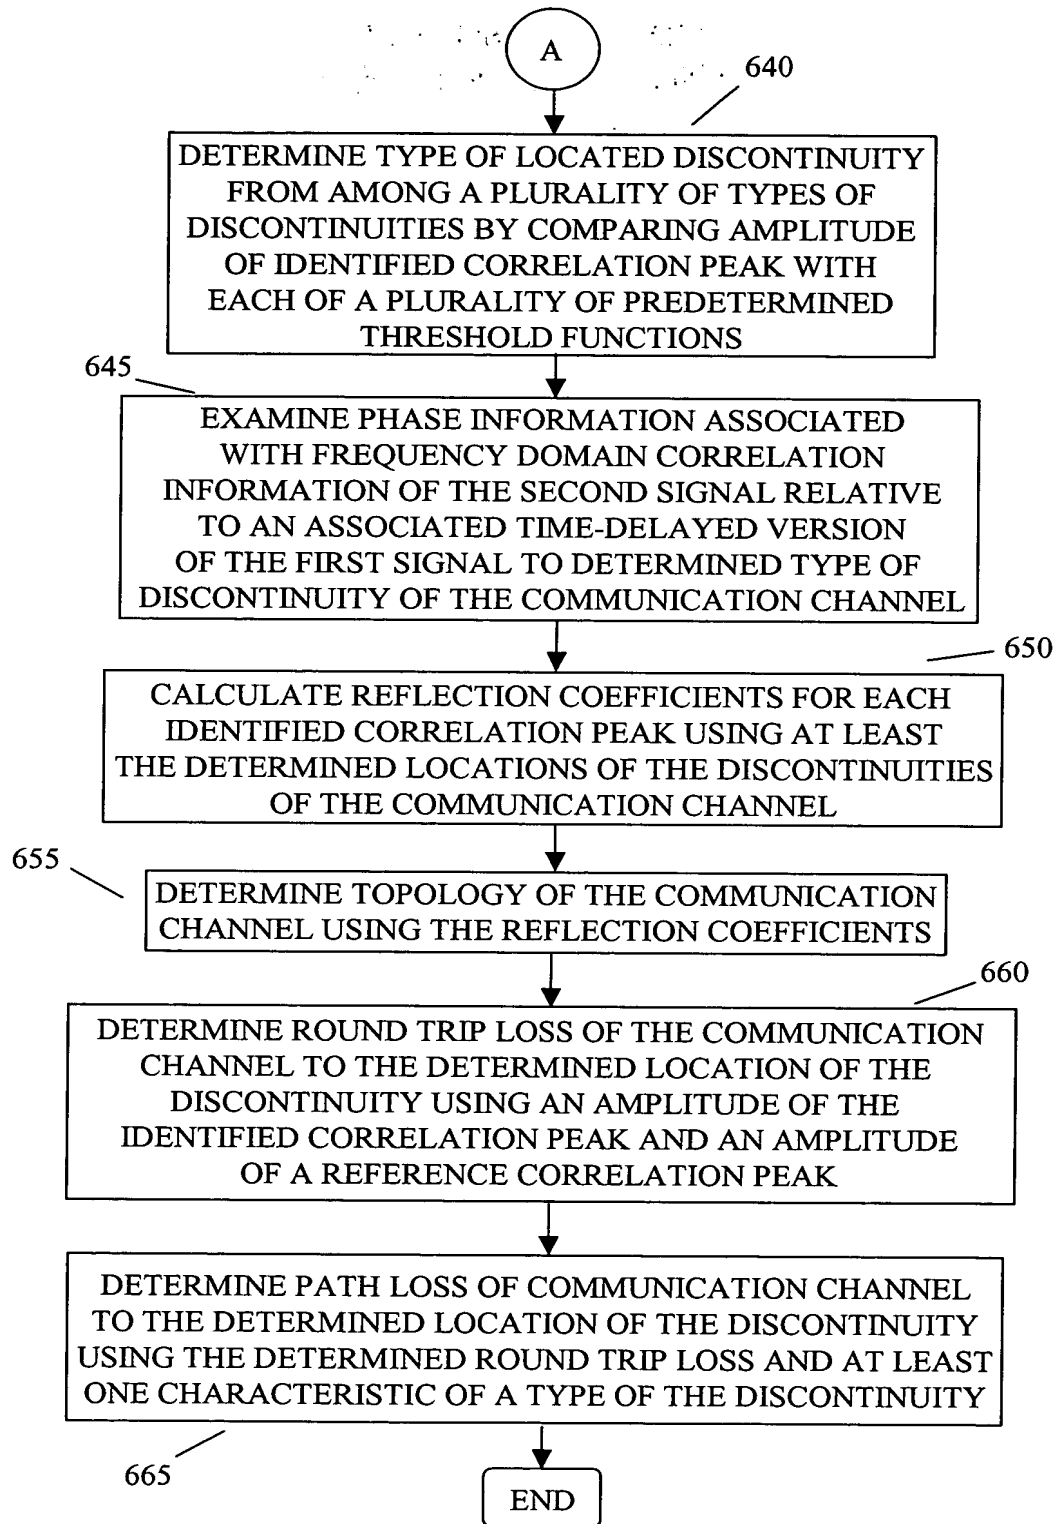 A
640
DETERMINE TYPE OF LOCATED DISCONTINUITY
FROM AMONG A PLURALITY OF TYPES OF
DISCONTINUITIES BY COMPARING AMPLITUDE
OF IDENTIFIED CORRELATION PEAK WITH
EACH OF A PLURALITY OF PREDETERMINED
THRESHOLD FUNCTIONS
645
EXAMINE PHASE INFORMATION ASSOCIATED
WITH FREQUENCY DOMAIN CORRELATION
INFORMATION OF THE SECOND SIGNAL RELATIVE
TO AN ASSOCIATED TIME-DELAYED VERSION
OF THE FIRST SIGNAL TO DETERMINED TYPE OF
DISCONTINUITY OF THE COMMUNICATION CHANNEL
650
CALCULATE REFLECTION COEFFICIENTS FOR EACH
IDENTIFIED CORRELATION PEAK USING AT LEAST
THE DETERMINED LOCATIONS OF THE DISCONTINUITIES
OF THE COMMUNICATION CHANNEL
655
DETERMINE TOPOLOGY OF THE COMMUNICATION
CHANNEL USING THE REFLECTION COEFFICIENTS
660
DETERMINE ROUND TRIP LOSS OF THE COMMUNICATION
CHANNEL TO THE DETERMINED LOCATION OF THE
DISCONTINUITY USING AN AMPLITUDE OF THE
IDENTIFIED CORRELATION PEAK AND AN AMPLITUDE
OF A REFERENCE CORRELATION PEAK
DETERMINE PATH LOSS OF COMMUNICATION CHANNEL
TO THE DETERMINED LOCATION OF THE DISCONTINUITY
USING THE DETERMINED ROUND TRIP LOSS AND AT LEAST
ONE CHARACTERISTIC OF A TYPE OF THE DISCONTINUITY
665
END